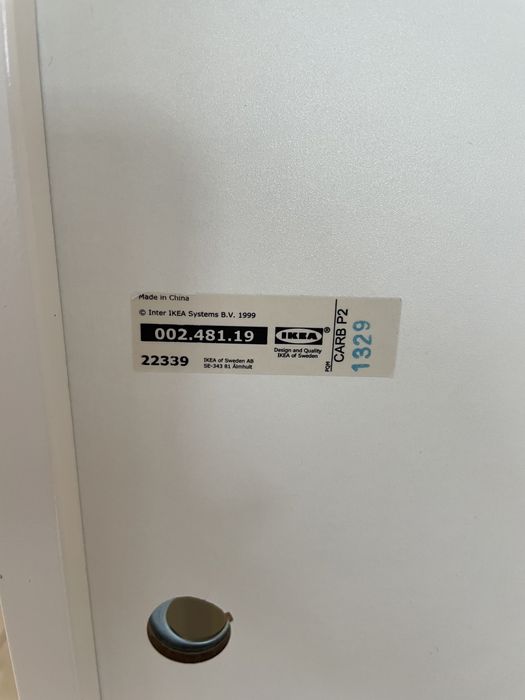 Made in China
© Inter IKEA Systems B.V. 1999
002.481.19
22339
IKEA of Sweden AB
SE-343 81 Älmhult
IKEA®
Design and Quality
IKEA of Sweden
PQM
CARB P2
1329